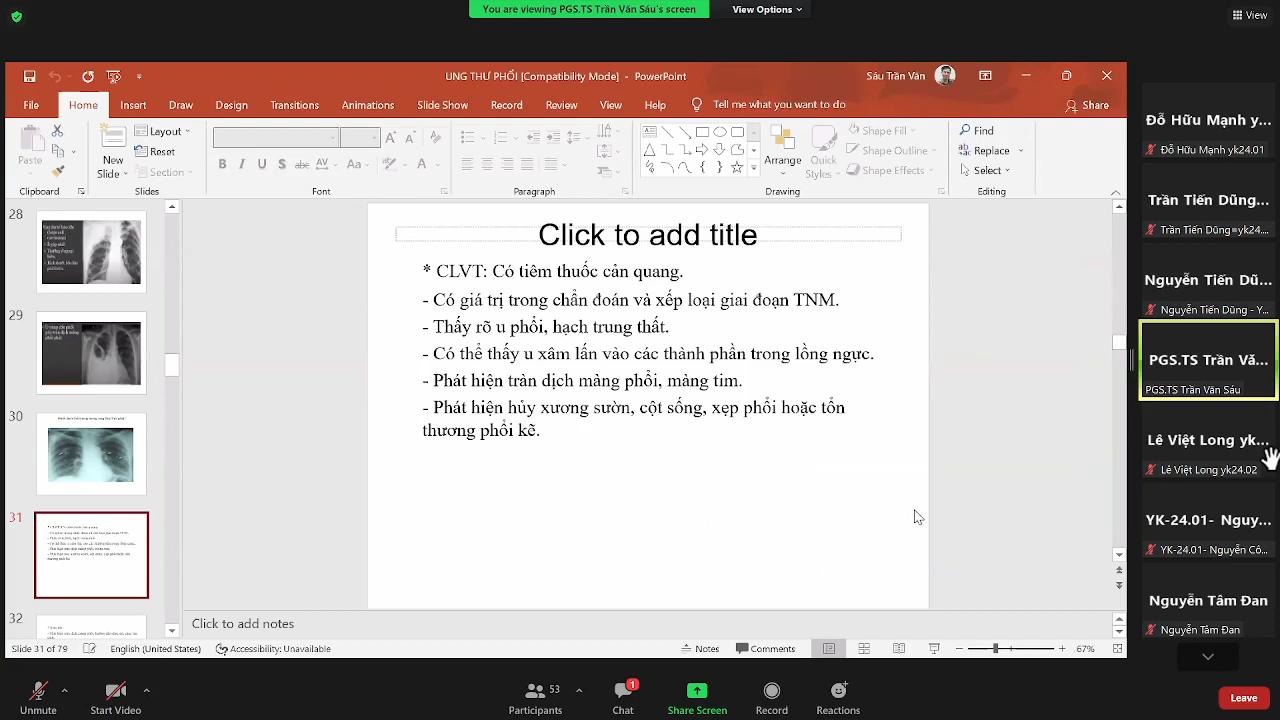 You are viewing PGS.TS Trần Văn Sáu's screen
View Options
View
UNG THƯ PHỔI [Compatibility Mode] - PowerPoint
Sáu Trần Văn
File Home Insert Draw Design Transitions Animations Slide Show Record Review View Help Tell me what you want to do
Share
Paste
New
Slide
Layout
Reset
Section
B I U S abc AV Aa A
Arrange
Quick
Styles
Shape Fill
Shape Outline
Shape Effects
Find
Replace
Select
Clipboard Slides Font Paragraph Drawing Editing
28
29
30
31
32
Click to add title
* CLVT: Có tiêm thuốc cản quang.
- Có giá trị trong chẩn đoán và xếp loại giai đoạn TNM.
- Thấy rõ u phổi, hạch trung thất.
- Có thể thấy u xâm lấn vào các thành phần trong lồng ngực.
- Phát hiện tràn dịch màng phổi, màng tim.
- Phát hiện hủy xương sườn, cột sống, xẹp phổi hoặc tổn
thương phổi kẽ.
Click to add notes
Slide 31 of 79 English (United States) Accessibility: Unavailable
Notes Comments 67%
Đỗ Hữu Mạnh y...
Đỗ Hữu Mạnh yk24.01
Trần Tiến Dũng...
Trần Tiến Dũng=yk24...
Nguyễn Tiến Dũ...
Nguyễn Tiến Dũng - Y...
PGS.TS Trần Vă...
PGS.TS Trần Văn Sáu
Lê Việt Long yk...
Lê Việt Long yk24.02
YK-24.01- Nguy...
YK-24.01- Nguyễn Cô...
Nguyễn Tâm Đan
Nguyễn Tâm Đan
Unmute
Start Video
53
Participants
1
Chat
Share Screen
Record
Reactions
Leave